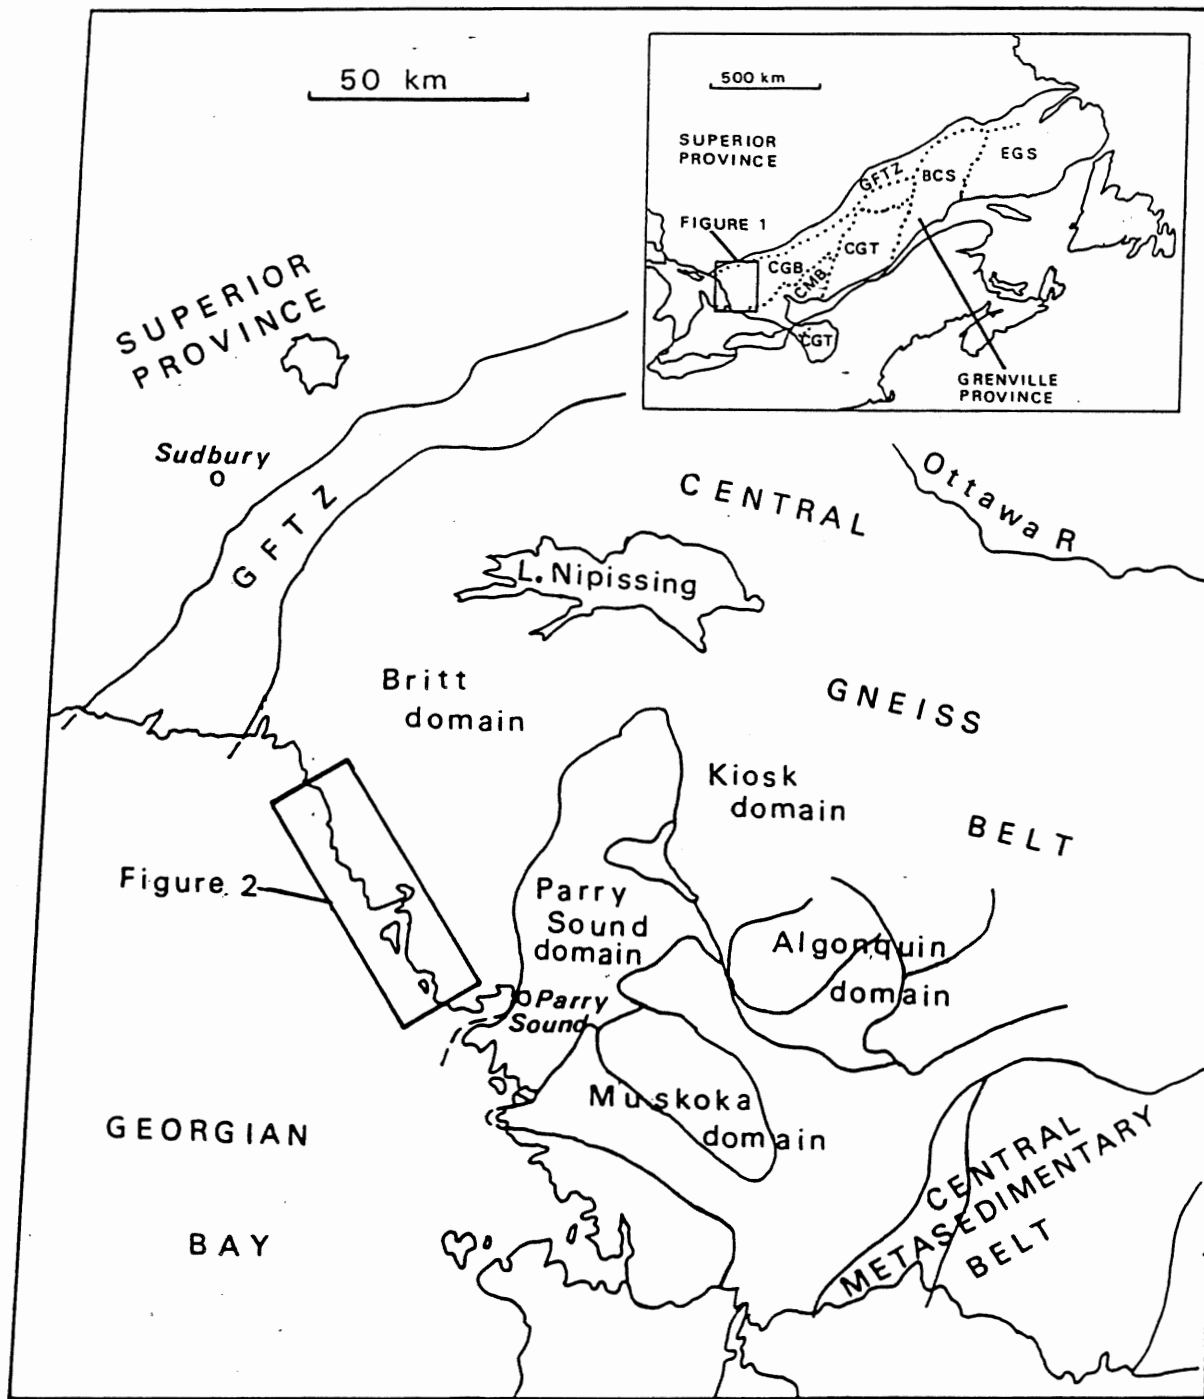 50 km
500 km
SUPERIOR
PROVINCE
GFTZ
BCS
EGS
FIGURE 1
CGB
CMB
CGT
CGT
GRENVILLE
PROVINCE
SUPERIOR
PROVINCE
Sudbury
GFTZ
CENTRAL
Ottawa R
L. Nipissing
Britt
domain
GNEISS
Kiosk
domain
BELT
Figure 2
Parry
Sound
domain
Algonquin
domain
Parry
Sound
Muskoka
domain
GEORGIAN
BAY
CENTRAL
METASEDIMENTARY
BELT